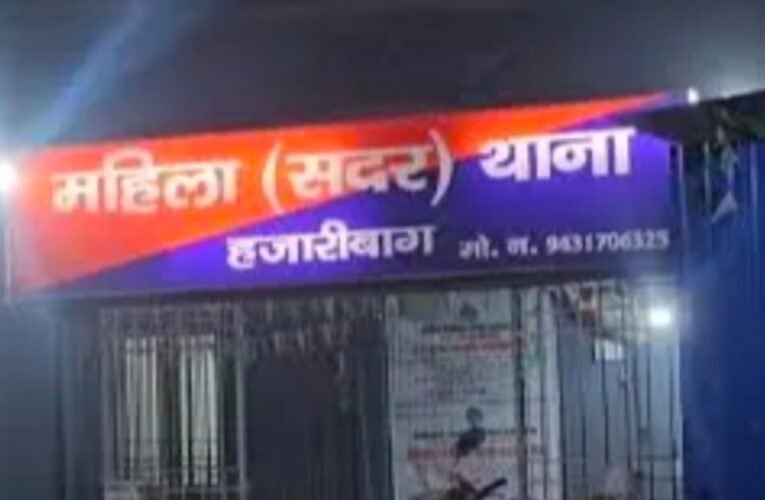 महिला (सदर) थाना
हजारीबाग मो. न. 9431706325